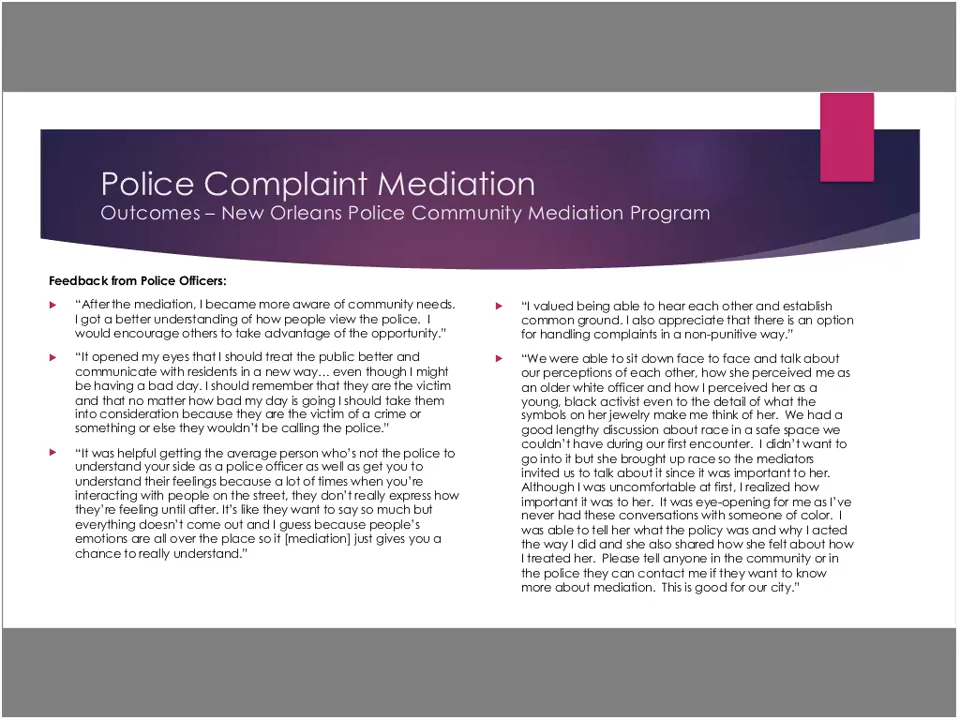 Police Complaint Mediation
Outcomes – New Orleans Police Community Mediation Program
Feedback from Police Officers:
“After the mediation, I became more aware of community needs.
I got a better understanding of how people view the police.  I
would encourage others to take advantage of the opportunity.”
“It opened my eyes that I should treat the public better and
communicate with residents in a new way… even though I might
be having a bad day. I should remember that they are the victim
and that no matter how bad my day is going I should take them
into consideration because they are the victim of a crime or
something or else they wouldn’t be calling the police.”
“It was helpful getting the average person who’s not the police to
understand your side as a police officer as well as get you to
understand their feelings because a lot of times when you’re
interacting with people on the street, they don’t really express how
they’re feeling until after. It’s like they want to say so much but
everything doesn’t come out and I guess because people’s
emotions are all over the place so it [mediation] just gives you a
chance to really understand.”
“I valued being able to hear each other and establish
common ground. I also appreciate that there is an option
for handling complaints in a non-punitive way.”
“We were able to sit down face to face and talk about
our perceptions of each other, how she perceived me as
an older white officer and how I perceived her as a
young, black activist even to the detail of what the
symbols on her jewelry make me think of her.  We had a
good lengthy discussion about race in a safe space we
couldn’t have during our first encounter.  I didn’t want to
go into it but she brought up race so the mediators
invited us to talk about it since it was important to her.
Although I was uncomfortable at first, I realized how
important it was to her.  It was eye-opening for me as I’ve
never had these conversations with someone of color.  I
was able to tell her what the policy was and why I acted
the way I did and she also shared how she felt about how
I treated her.  Please tell anyone in the community or in
the police they can contact me if they want to know
more about mediation.  This is good for our city.”